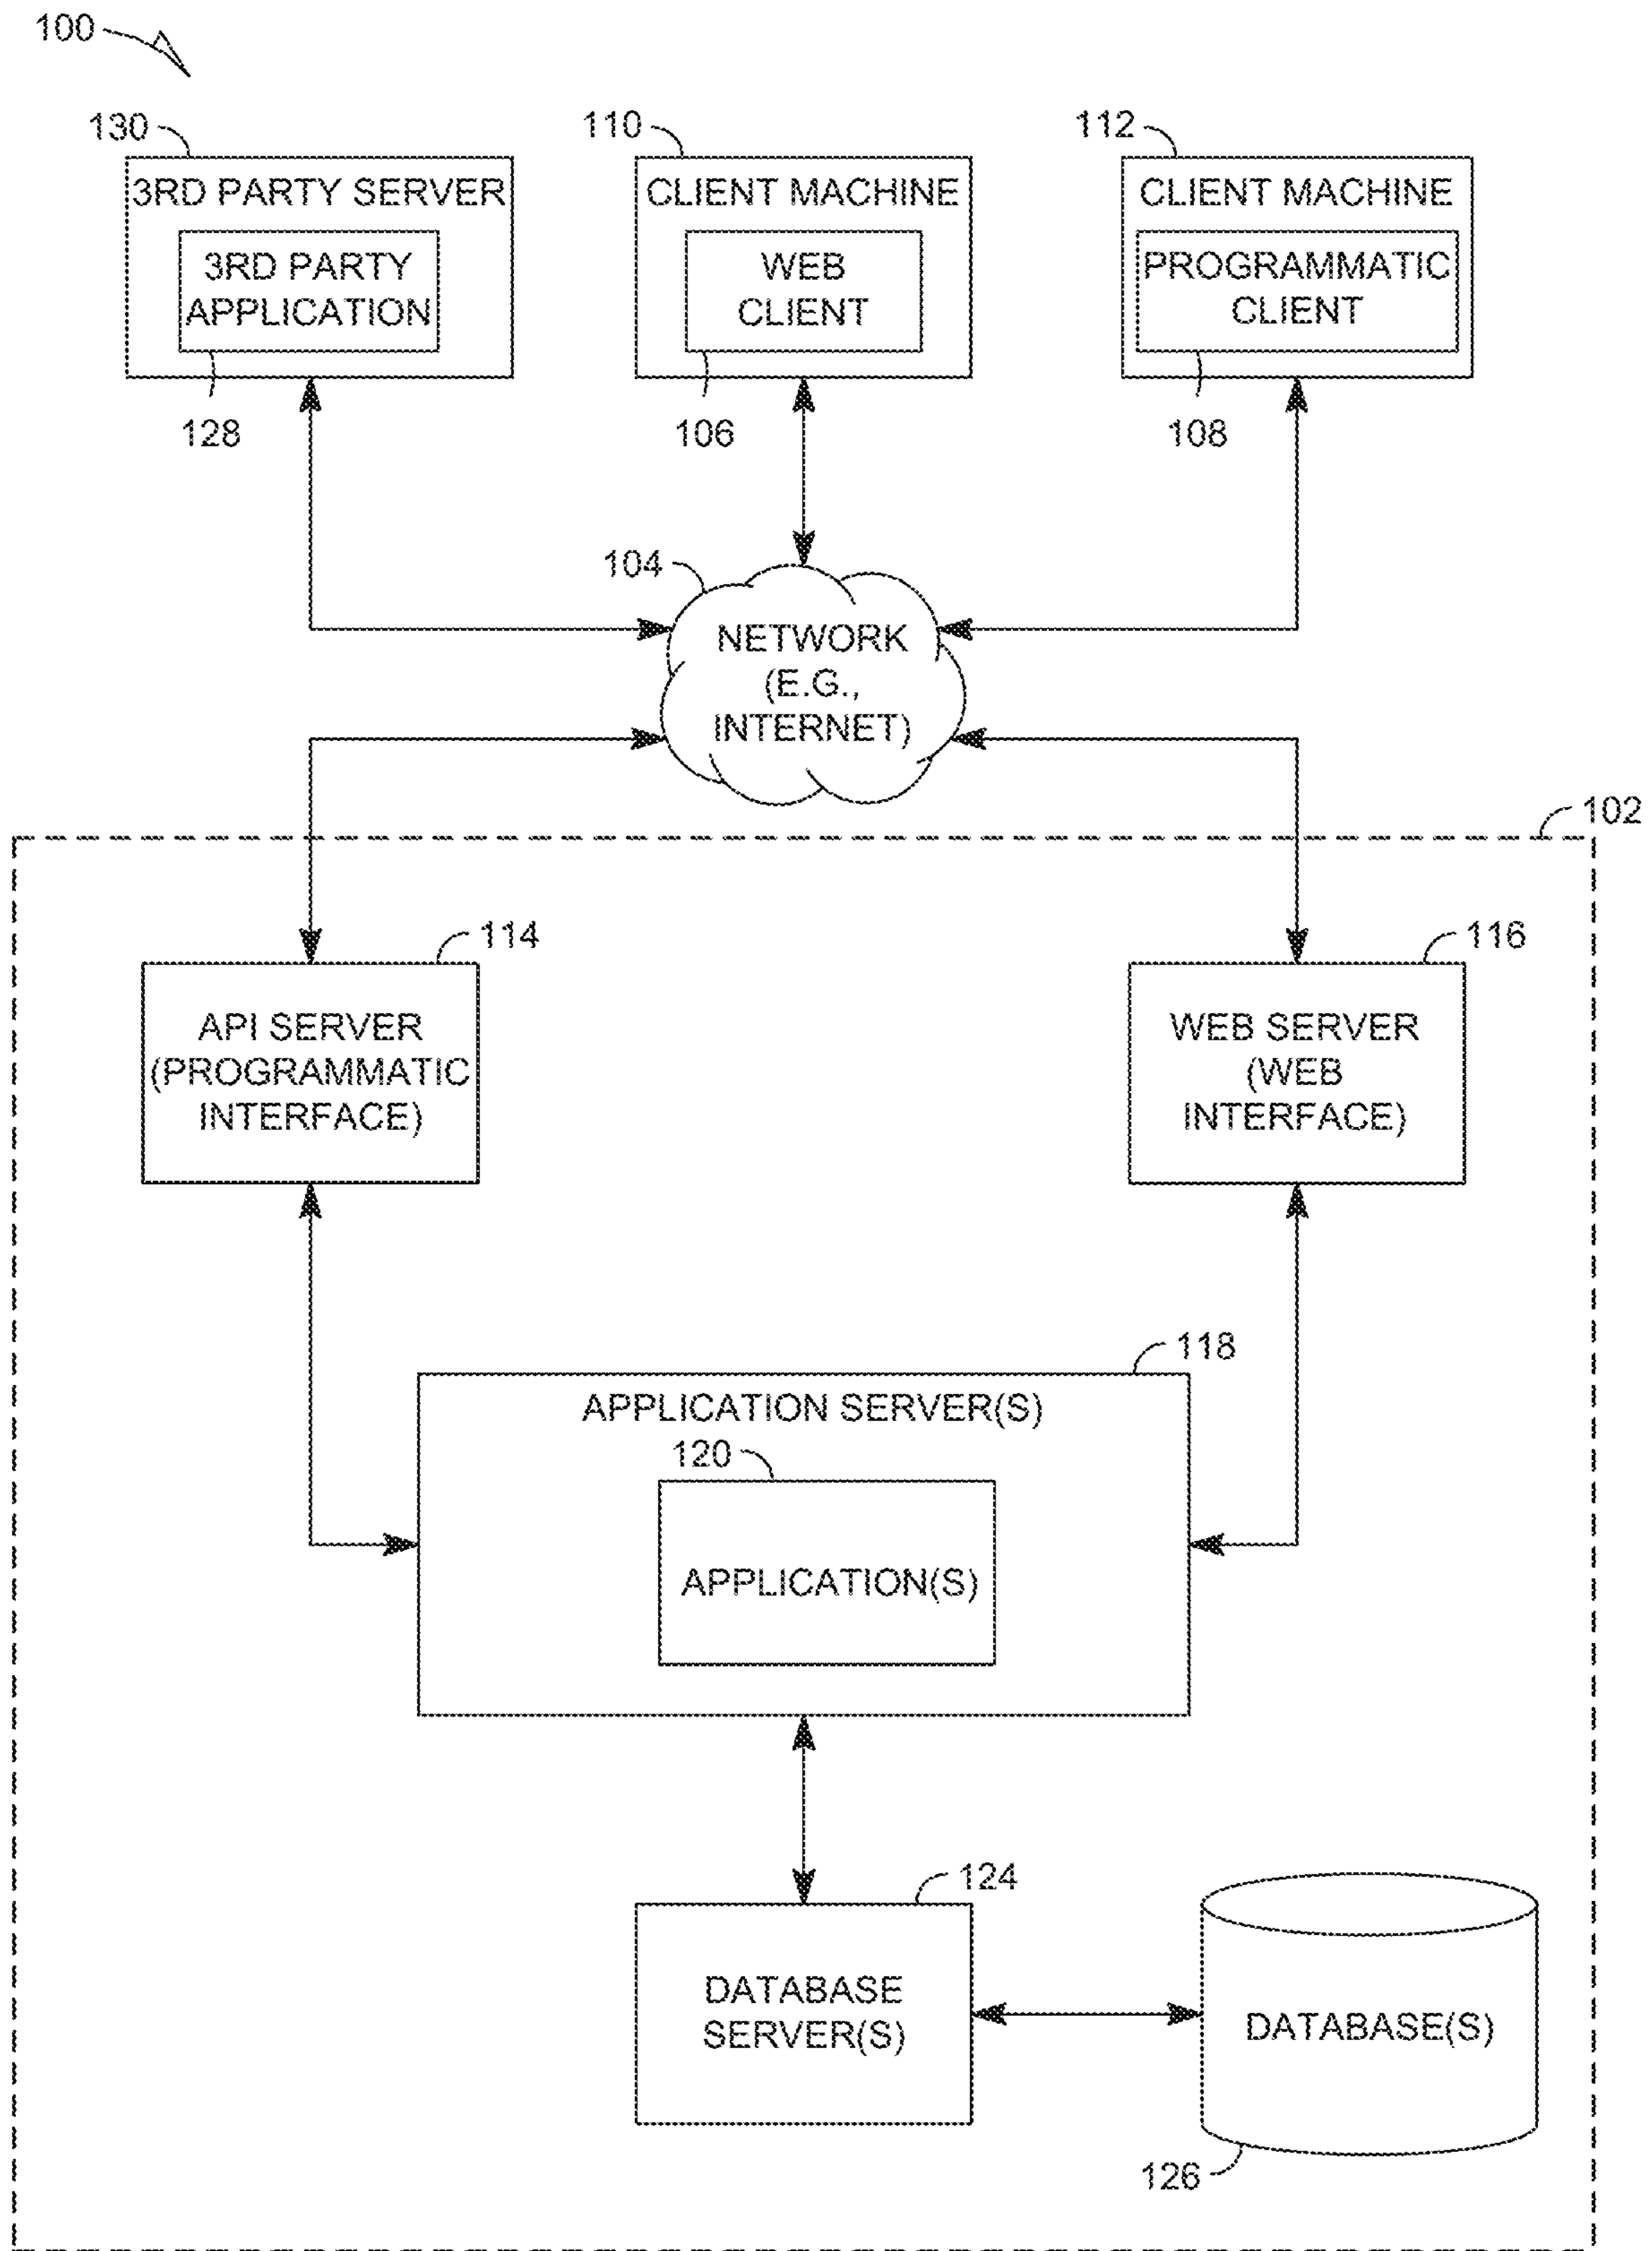 100
130
110
112
3RD PARTY SERVER
CLIENT MACHINE
CLIENT MACHINE
3RD PARTY
APPLICATION
WEB
CLIENT
PROGRAMMATIC
CLIENT
128
106
108
104
NETWORK
(E.G.,
INTERNET)
102
114
116
API SERVER
(PROGRAMMATIC
INTERFACE)
WEB SERVER
(WEB
INTERFACE)
118
APPLICATION SERVER(S)
120
APPLICATION(S)
124
DATABASE
SERVER(S)
DATABASE(S)
126